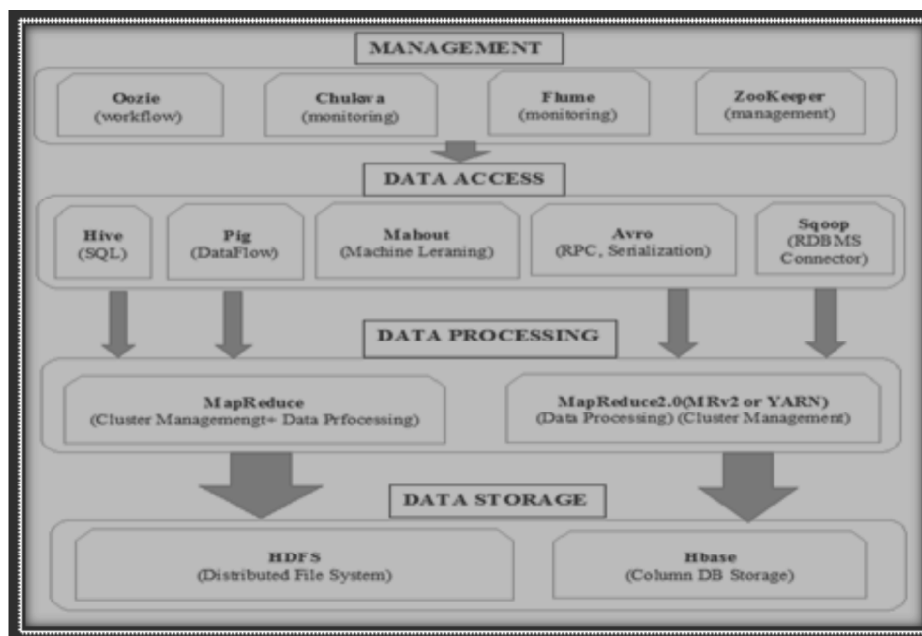 MANAGEMENT
Oozie
(workflow)
Chukwa
(monitoring)
Flume
(monitoring)
ZooKeeper
(management)
DATA ACCESS
Hive
(SQL)
Pig
(DataFlow)
Mahout
(Machine Leraning)
Avro
(RPC, Serialization)
Sqoop
(RDBMS
Connector)
DATA PROCESSING
MapReduce
(Cluster Managemengt+ Data Prfocessing)
MapReduce2.0(MRv2 or YARN)
(Data Processing) (Cluster Management)
DATA STORAGE
HDFS
(Distributed File System)
Hbase
(Column DB Storage)